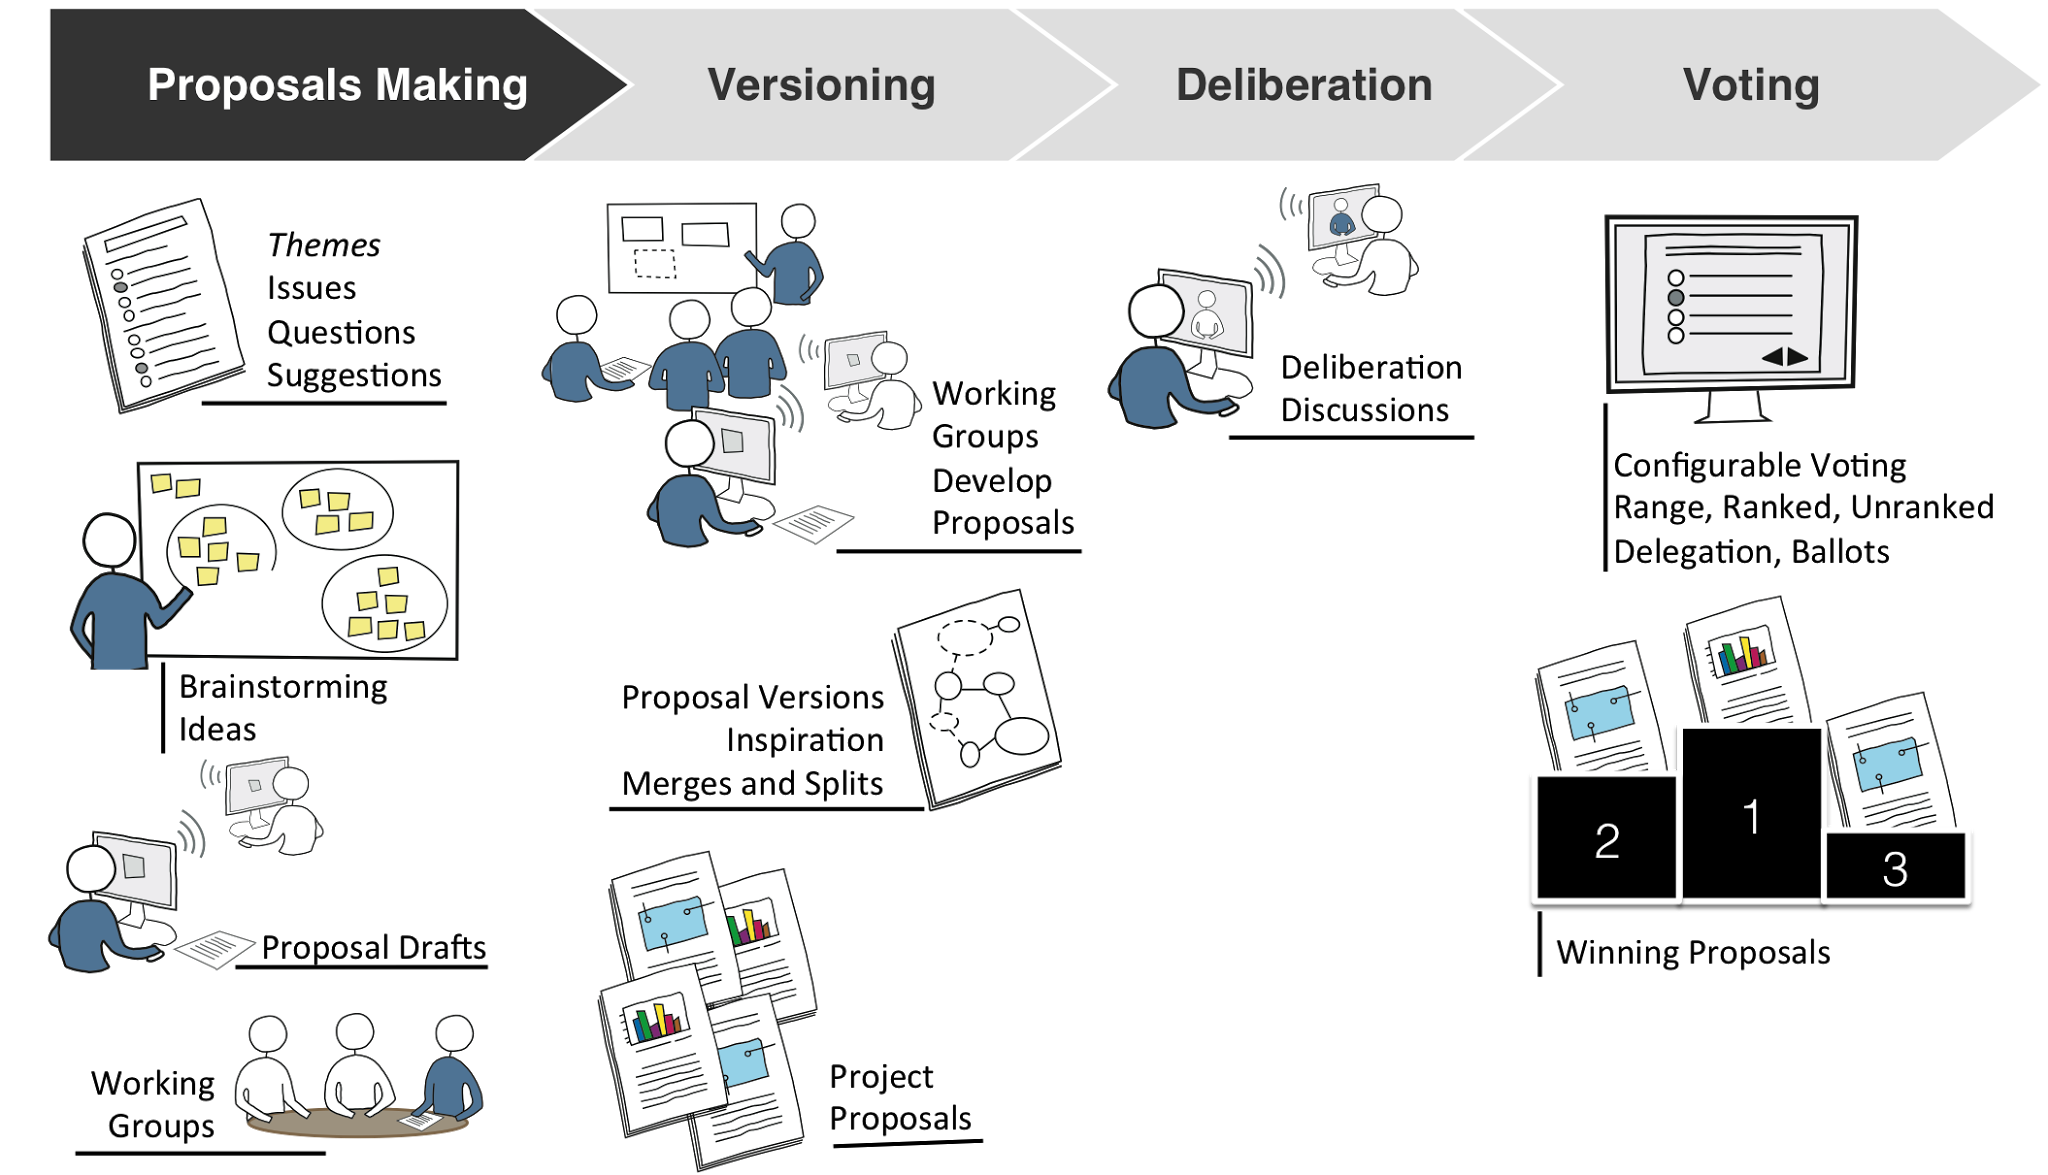 Proposals Making
Versioning
Deliberation
Voting
Themes
Issues
Questions
Suggestions
Brainstorming
Ideas
Proposal Drafts
Working
Groups
Working
Groups
Develop
Proposals
Proposal Versions
Inspiration
Merges and Splits
Project
Proposals
Deliberation
Discussions
Configurable Voting
Range, Ranked, Unranked
Delegation, Ballots
2
1
3
Winning Proposals